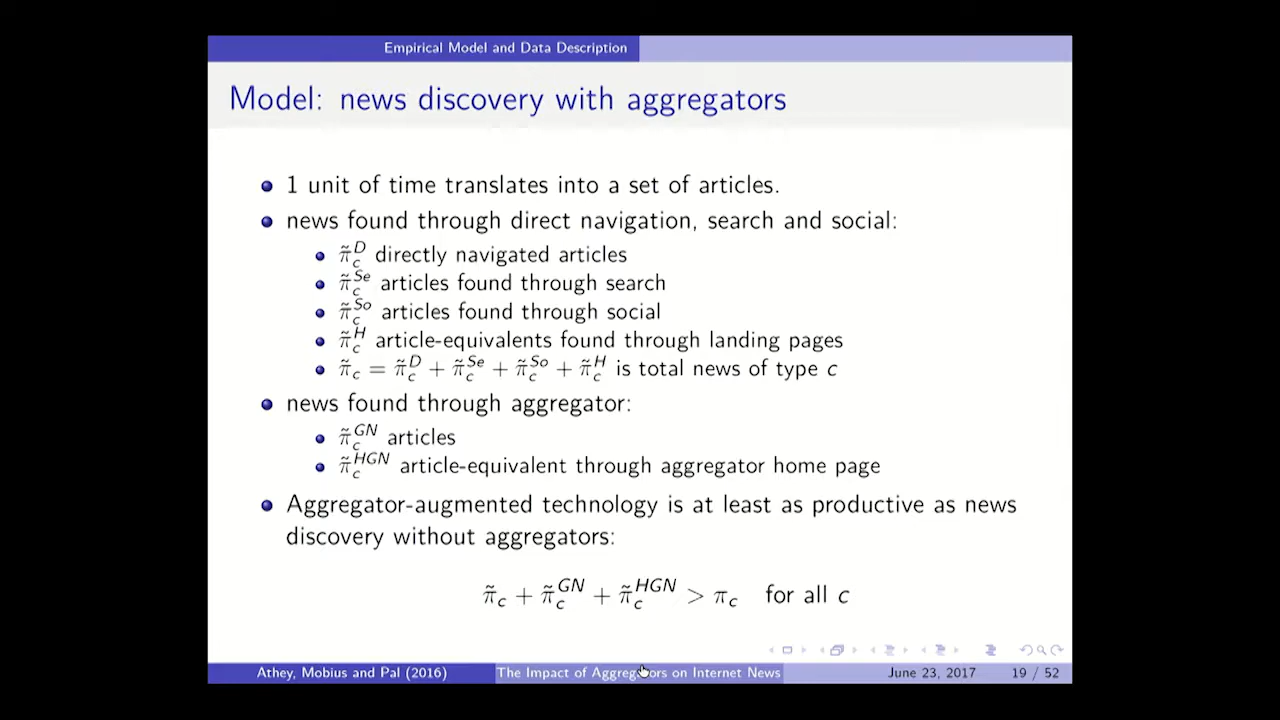 Empirical Model and Data Description
Model: news discovery with aggregators
1 unit of time translates into a set of articles.
news found through direct navigation, search and social:
π̃_c^D directly navigated articles
π̃_c^Se articles found through search
π̃_c^So articles found through social
π̃_c^H article-equivalents found through landing pages
π̃_c = π̃_c^D + π̃_c^Se + π̃_c^So + π̃_c^H is total news of type c
news found through aggregator:
π̃_c^GN articles
π̃_c^HGN article-equivalent through aggregator home page
Aggregator-augmented technology is at least as productive as news
discovery without aggregators:
π̃_c + π̃_c^GN + π̃_c^HGN > π_c for all c
Athey, Mobius and Pal (2016) The Impact of Aggregators on Internet News June 23, 2017 19 / 52